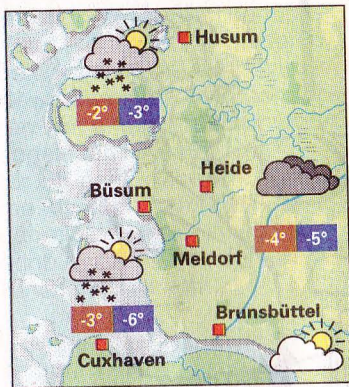 Husum
-2° -3°
Heide
Büsum
-4° -5°
Meldorf
-3° -6°
Brunsbüttel
Cuxhaven